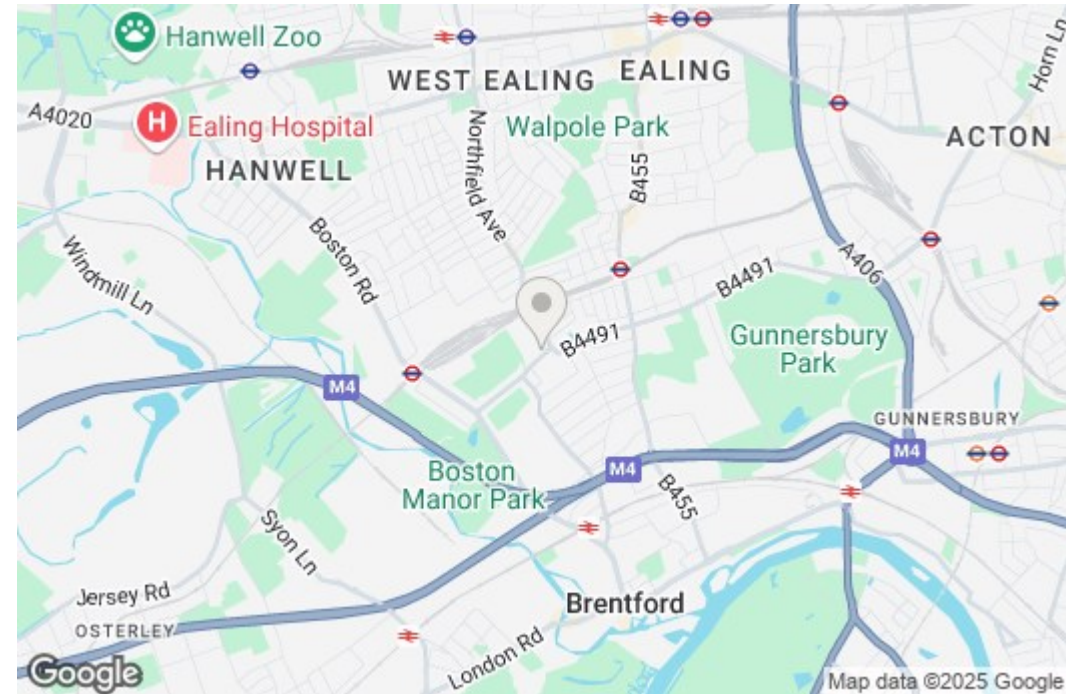 Hanwell Zoo
WEST EALING
EALING
Horn Ln
A4020
H
Ealing Hospital
Walpole Park
ACTON
HANWELL
Northfield Ave
B455
Boston Rd
Windmill Ln
A406
B4491
B4491
Gunnersbury
Park
M4
GUNNERSBURY
M4
Boston
Manor Park
M4
B455
Syon Ln
Jersey Rd
Brentford
OSTERLEY
London Rd
Google
Map data ©2025 Google